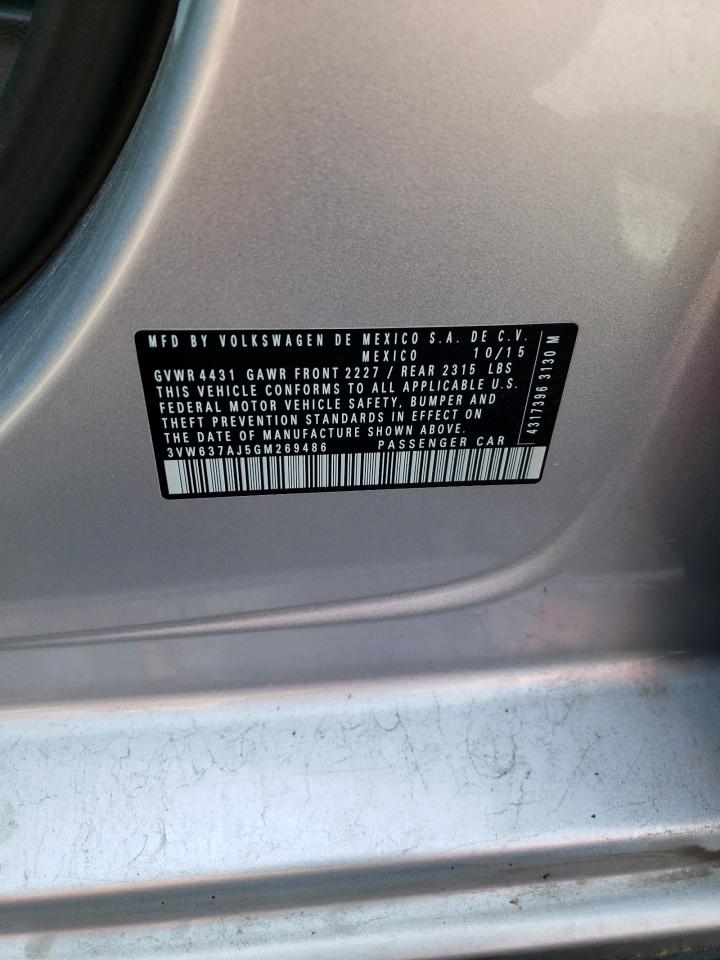 MFD BY VOLKSWAGEN DE MEXICO S.A. DE C.V.
MEXICO 10/15
GVWR 4431 GAWR FRONT 2227 / REAR 2315 LBS
THIS VEHICLE CONFORMS TO ALL APPLICABLE U.S.
FEDERAL MOTOR VEHICLE SAFETY, BUMPER AND
THEFT PREVENTION STANDARDS IN EFFECT ON
THE DATE OF MANUFACTURE SHOWN ABOVE.
3VW637AJ5GM269486 PASSENGER CAR
4317396 3130 M